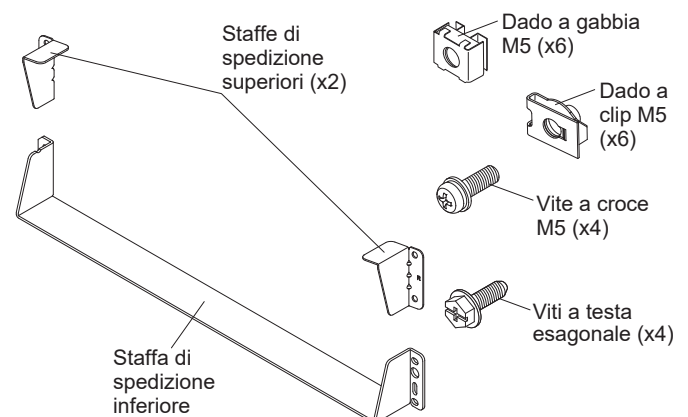 Staffe di
spedizione
superiori (x2)
Dado a gabbia
M5 (x6)
Dado a
clip M5
(x6)
Vite a croce
M5 (x4)
Viti a testa
esagonale (x4)
Staffa di
spedizione
inferiore